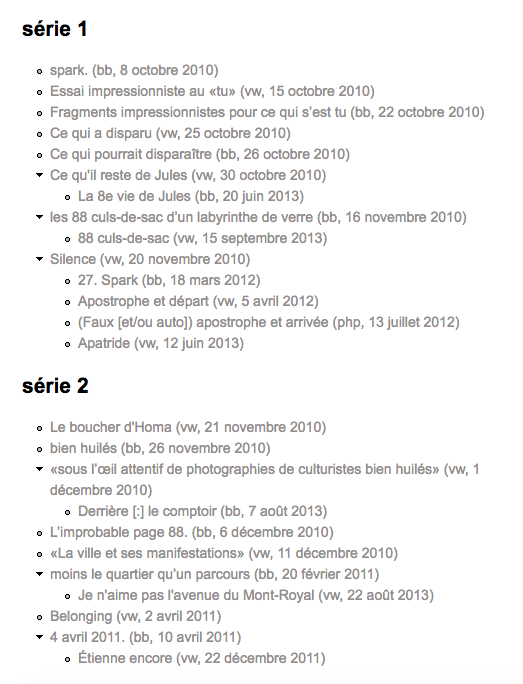 série 1
spark. (bb, 8 octobre 2010)
Essai impressionniste au «tu» (vw, 15 octobre 2010)
Fragments impressionnistes pour ce qui s'est tu (bb, 22 octobre 2010)
Ce qui a disparu (vw, 25 octobre 2010)
Ce qui pourrait disparaître (bb, 26 octobre 2010)
Ce qu'il reste de Jules (vw, 30 octobre 2010)
La 8e vie de Jules (bb, 20 juin 2013)
les 88 culs-de-sac d'un labyrinthe de verre (bb, 16 novembre 2010)
88 culs-de-sac (vw, 15 septembre 2013)
Silence (vw, 20 novembre 2010)
27. Spark (bb, 18 mars 2012)
Apostrophe et départ (vw, 5 avril 2012)
(Faux [et/ou auto]) apostrophe et arrivée (php, 13 juillet 2012)
Apatride (vw, 12 juin 2013)
série 2
Le boucher d'Homa (vw, 21 novembre 2010)
bien huilés (bb, 26 novembre 2010)
«sous l'œil attentif de photographies de culturistes bien huilés» (vw, 1
décembre 2010)
Derrière [:] le comptoir (bb, 7 août 2013)
L'improbable page 88. (bb, 6 décembre 2010)
«La ville et ses manifestations» (vw, 11 décembre 2010)
moins le quartier qu'un parcours (bb, 20 février 2011)
Je n'aime pas l'avenue du Mont-Royal (vw, 22 août 2013)
Belonging (vw, 2 avril 2011)
4 avril 2011. (bb, 10 avril 2011)
Étienne encore (vw, 22 décembre 2011)